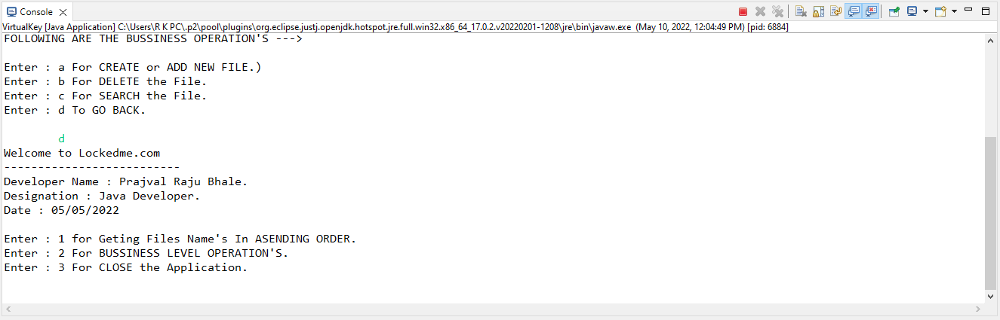 Console
VirtualKey [Java Application] C:\Users\R K PC\.p2\pool\plugins\org.eclipse.justj.openjdk.hotspot.jre.full.win32.x86_64_17.0.2.v20220201-1208\jre\bin\javaw.exe (May 10, 2022, 12:04:49 PM) [pid: 6884]
FOLLOWING ARE THE BUSSINESS OPERATION'S --->
Enter : a For CREATE or ADD NEW FILE.)
Enter : b For DELETE the File.
Enter : c For SEARCH the File.
Enter : d To GO BACK.
d
Welcome to Lockedme.com
--------------------------
Developer Name : Prajval Raju Bhale.
Designation : Java Developer.
Date : 05/05/2022
Enter : 1 for Geting Files Name's In ASENDING ORDER.
Enter : 2 For BUSSINESS LEVEL OPERATION'S.
Enter : 3 For CLOSE the Application.